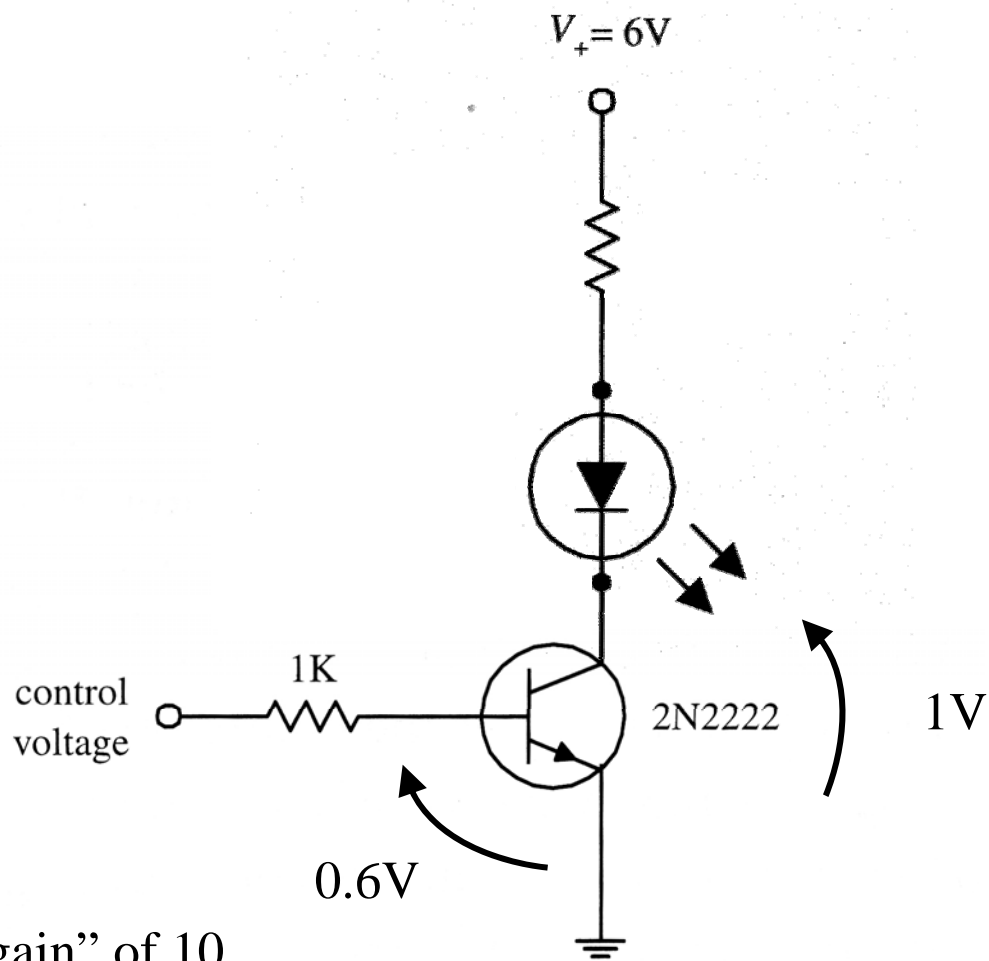 V+ = 6V
1K
control
voltage
2N2222
1V
0.6V
gain” of 10